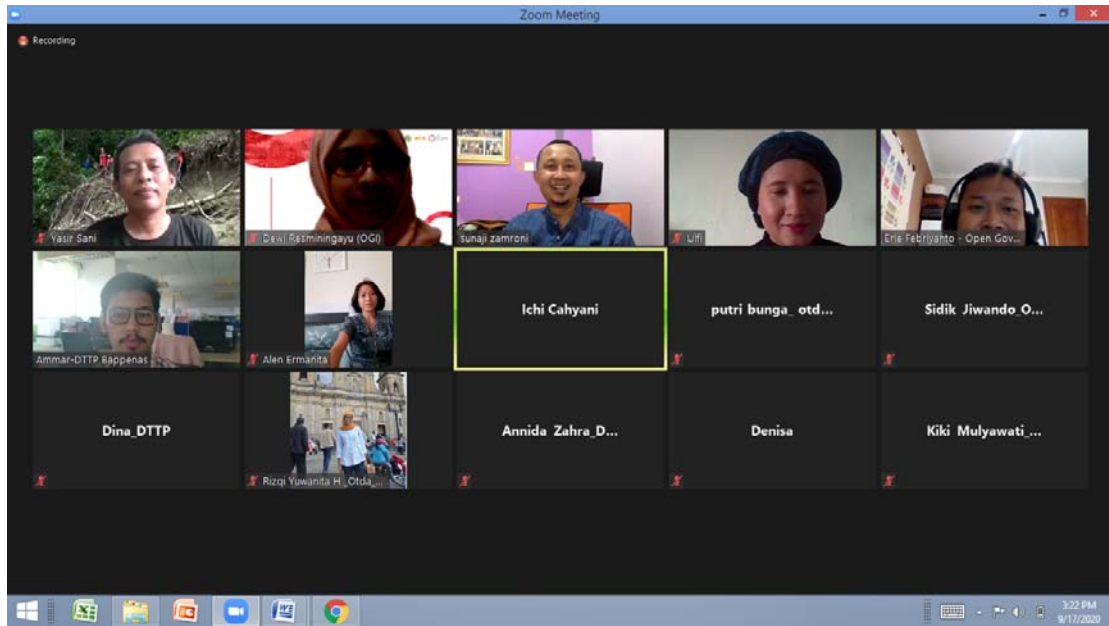 Zoom Meeting
Recording
Yasir Sani
Dewi Resminingayu (OGI)
sunaji zamroni
Ulfi
Erie Febriyanto - Open Gov...
Ammar-DTTP Bappenas
Alen Ermanita
Ichi Cahyani
putri bunga_ otd...
Sidik Jiwando_O...
Dina_DTTP
Rizqi Yuwanita H_Otda_...
Annida Zahra_D...
Denisa
Kiki Mulyawati_...
3:22 PM
9/17/2020